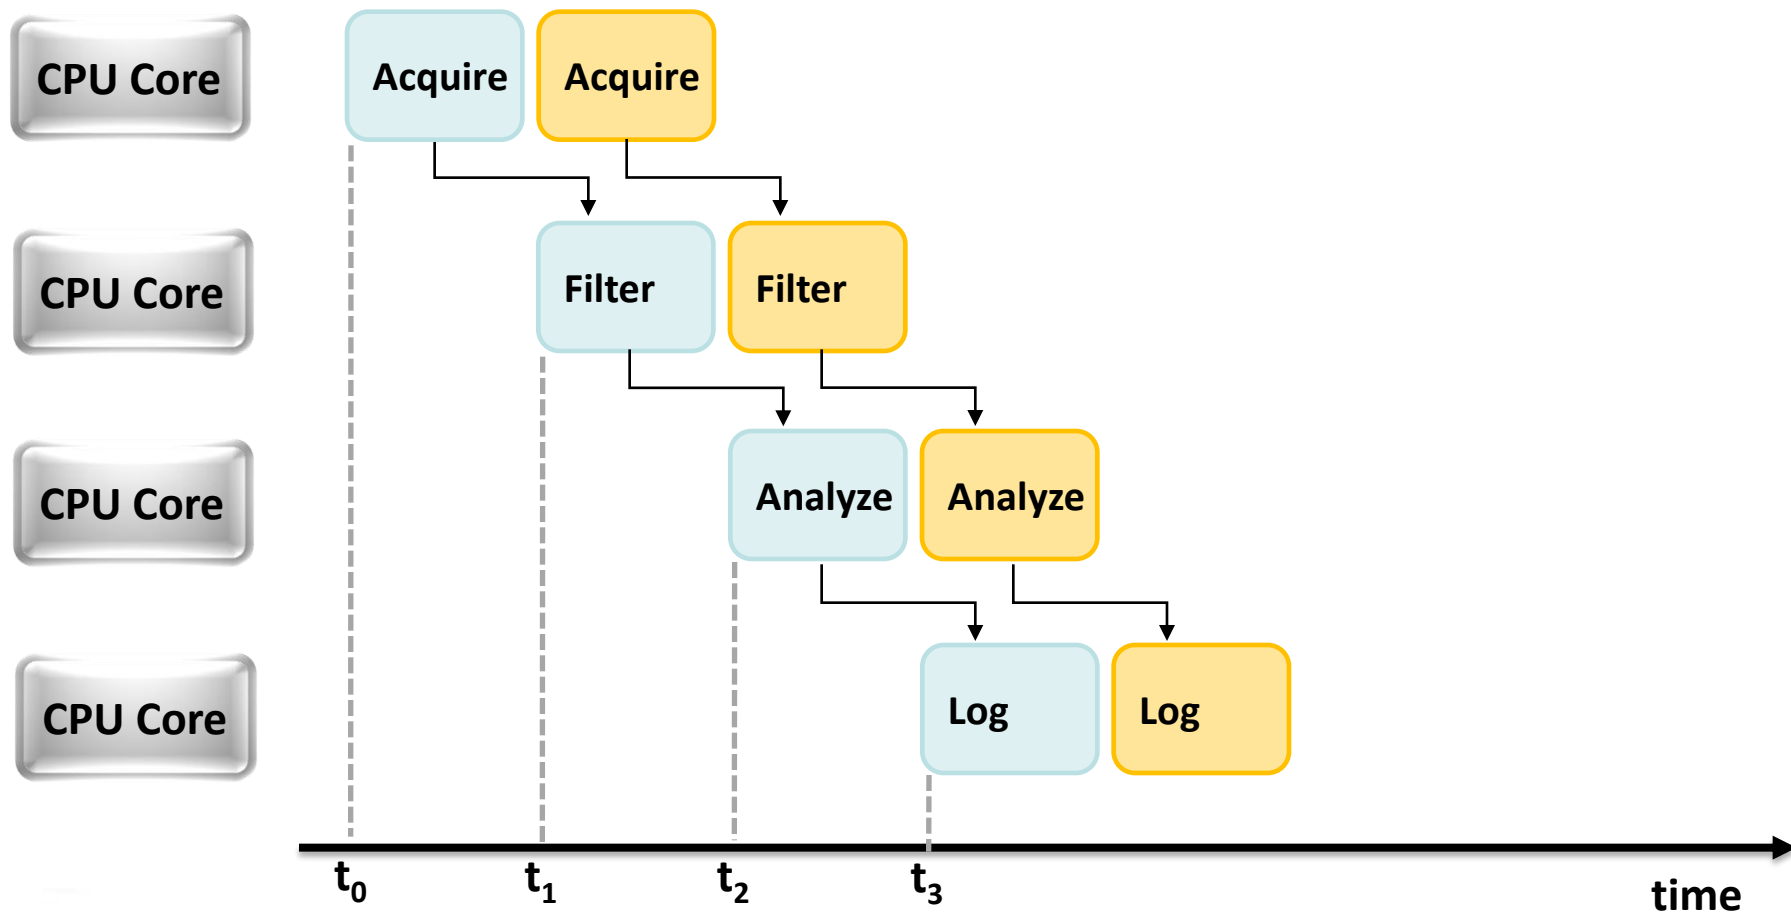 CPU Core
Acquire
Acquire
CPU Core
Filter
Filter
CPU Core
Analyze
Analyze
CPU Core
Log
Log
t0
t1
t2
t3
time